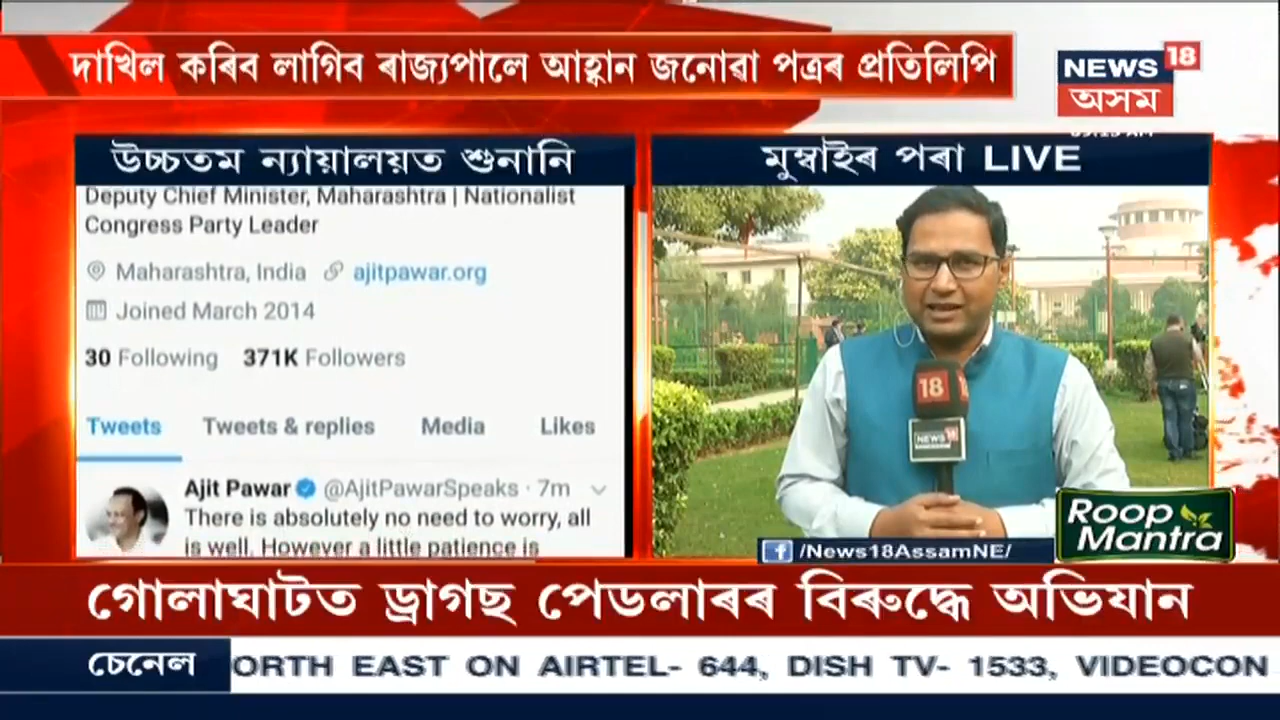 দাখিল কৰিব লাগিব ৰাজ্যপালে আহ্বান জনোৱা পত্ৰৰ প্ৰতিলিপি
NEWS 18
অসম
উচ্চতম ন্যায়ালয়ত শুনানি
মুম্বাইৰ পৰা LIVE
Deputy Chief Minister, Maharashtra | Nationalist
Congress Party Leader
Maharashtra, India ajitpawar.org
Joined March 2014
30 Following 371K Followers
Tweets Tweets & replies Media Likes
Ajit Pawar @AjitPawarSpeaks · 7m
There is absolutely no need to worry, all
is well. However a little patience is
18
NEWS 18
/News18AssamNE/
Roop
Mantra
গোলাঘাটত ড্ৰাগছ পেডলাৰৰ বিৰুদ্ধে অভিযান
চেনেল ORTH EAST ON AIRTEL- 644, DISH TV- 1533, VIDEOCON